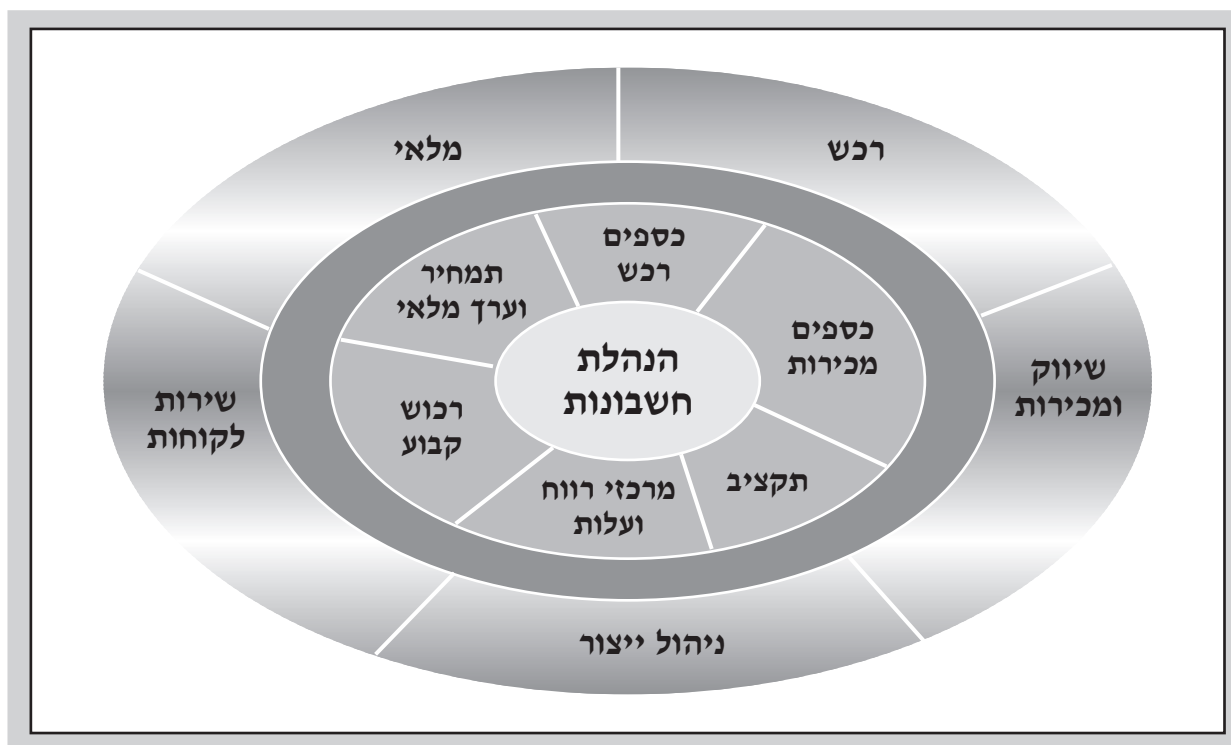 רכש
מלאי
כספים
רכש
תמחיר
וערך מלאי
כספים
מכירות
הנהלת
חשבונות
שיווק
ומכירות
שירות
לקוחות
רכוש
קבוע
תקציב
מרכזי רווח
ועלות
ניהול ייצור